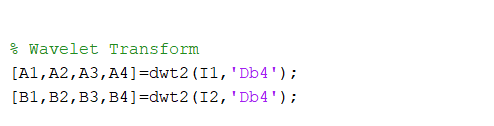 % Wavelet Transform
[A1,A2,A3,A4]=dwt2(I1,'Db4');
[B1,B2,B3,B4]=dwt2(I2,'Db4');